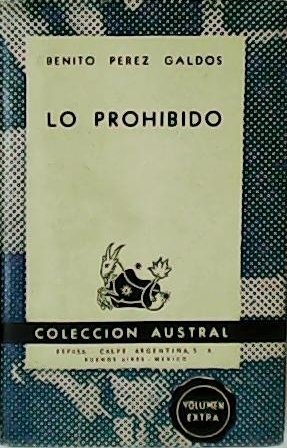 BENITO PEREZ GALDOS
LO PROHIBIDO
COLECCION AUSTRAL
ESPASA - CALPE ARGENTINA, S. A.
BUENOS AIRES - MEXICO
VOLUMEN
EXTRA